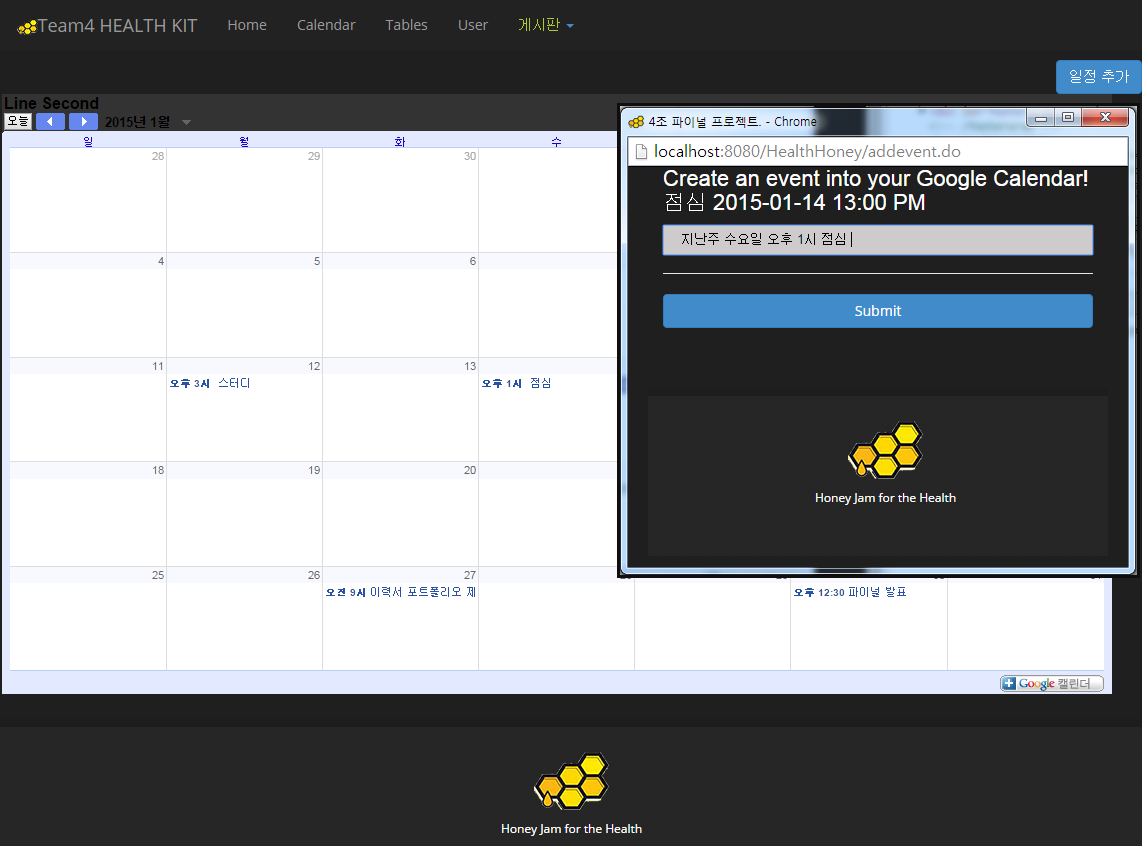 Team4 HEALTH KIT Home Calendar Tables User 게시판
일정 추가
Line Second
오늘 2015년 1월
일 월 화 수
28 29 30
4 5 6
11 12 13
오후 3시 스터디 오후 1시 점심
18 19 20
25 26 27
오전 9시 이력서 포트폴리오 제 오후 12:30 파이널 발표
Google 캘린더
4조 파이널 프로젝트. - Chrome
localhost:8080/HealthHoney/addevent.do
Create an event into your Google Calendar!
점심 2015-01-14 13:00 PM
지난주 수요일 오후 1시 점심
Submit
Honey Jam for the Health
Honey Jam for the Health